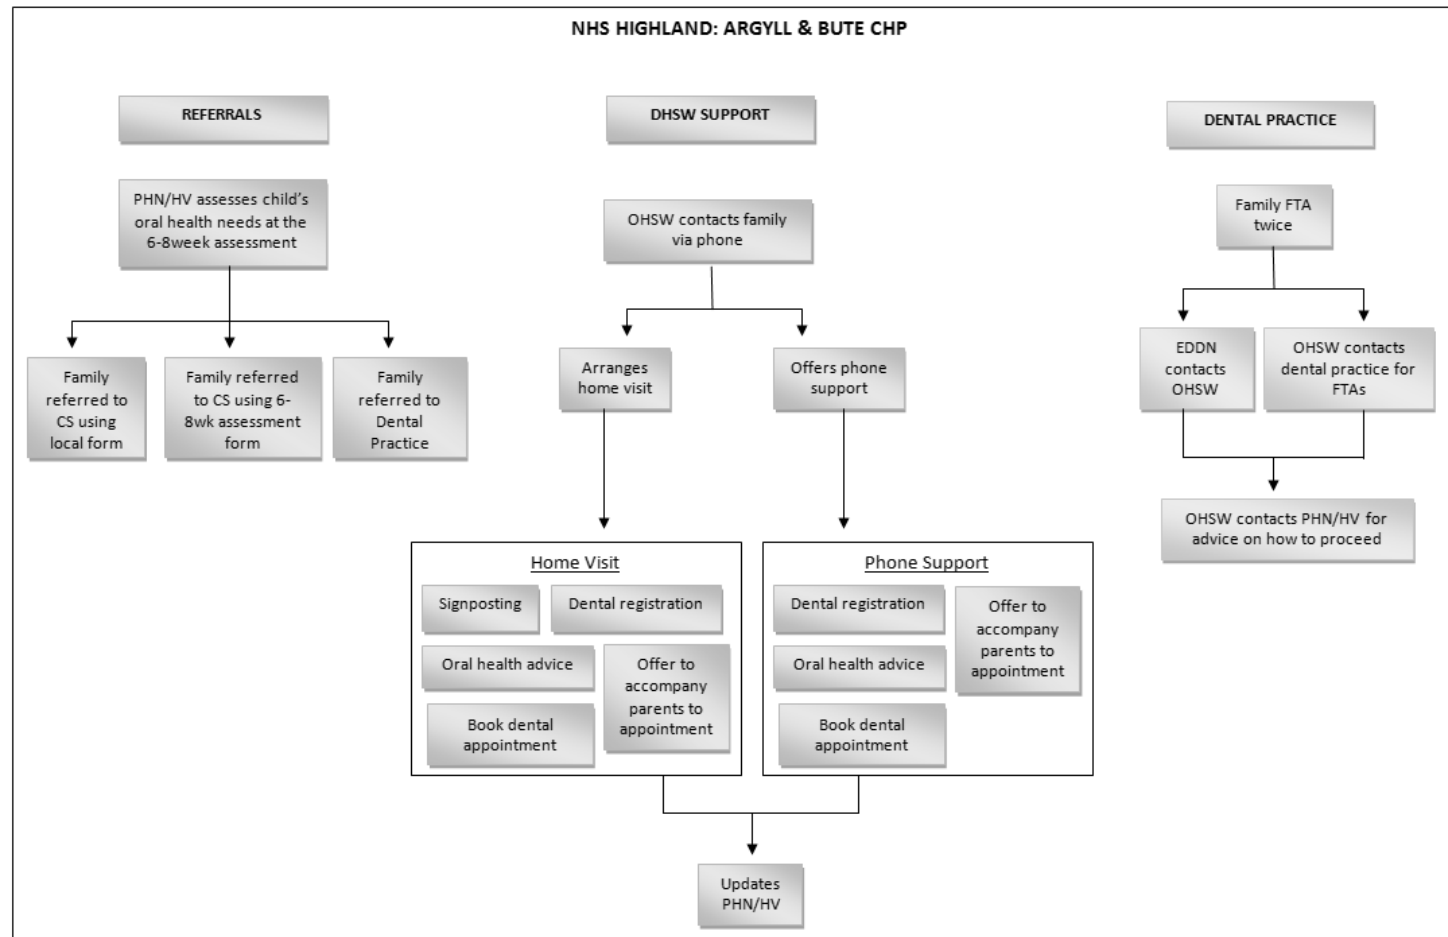 NHS HIGHLAND: ARGYLL & BUTE CHP
REFERRALS
PHN/HV assesses child's
oral health needs at the
6-8week assessment
Family
referred to
CS using
local form
Family referred
to CS using 6-
8wk assessment
form
Family
referred to
Dental
Practice
DHSW SUPPORT
OHSW contacts family
via phone
Arranges
home visit
Offers phone
support
Home Visit
Signposting
Dental registration
Oral health advice
Offer to
accompany
parents to
appointment
Book dental
appointment
Phone Support
Dental registration
Offer to
accompany
parents to
appointment
Oral health advice
Book dental
appointment
Updates
PHN/HV
DENTAL PRACTICE
Family FTA
twice
EDDN
contacts
OHSW
OHSW contacts
dental practice for
FTAs
OHSW contacts PHN/HV for
advice on how to proceed